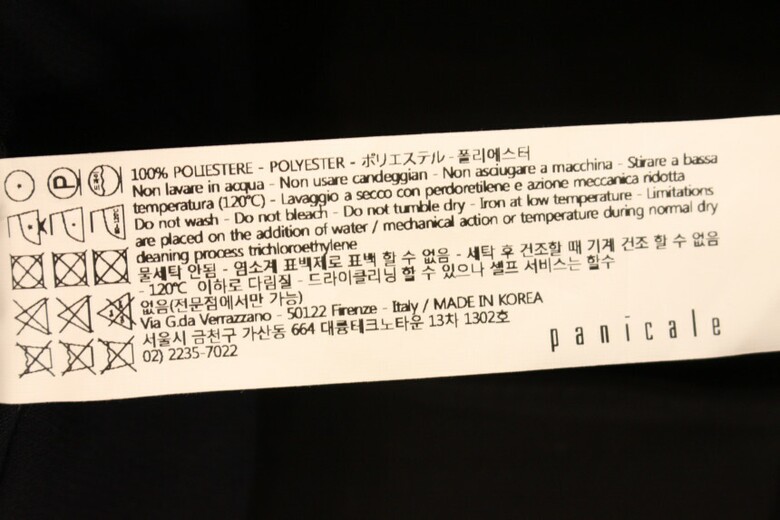 100% POLIESTERE - POLYESTER - ポリエステル - 폴리에스터
Non lavare in acqua - Non usare candeggian - Non asciugare a macchina - Stirare a bassa
temperatura (120℃) - Lavaggio a secco con perdoretilene e azione meccanica ridotta
Do not wash - Do not bleach - Do not tumble dry - Iron at low temperature - Limitations
are placed on the addition of water / mechanical action or temperature during normal dry
cleaning process trichloroethylene
물세탁 안됨 - 염소계 표백제로 표백 할 수 없음 - 세탁 후 건조할 때 기계 건조 할 수 없음
- 120℃ 이하로 다림질 - 드라이클리닝 할 수 있으나 셀프 서비스는 할수
없음(전문점에서만 가능)
Via G.da Verrazzano - 50122 Firenze - Italy / MADE IN KOREA
서울시 금천구 가산동 664 대륭테크노타운 13차 1302호
02) 2235-7022
panicale
P